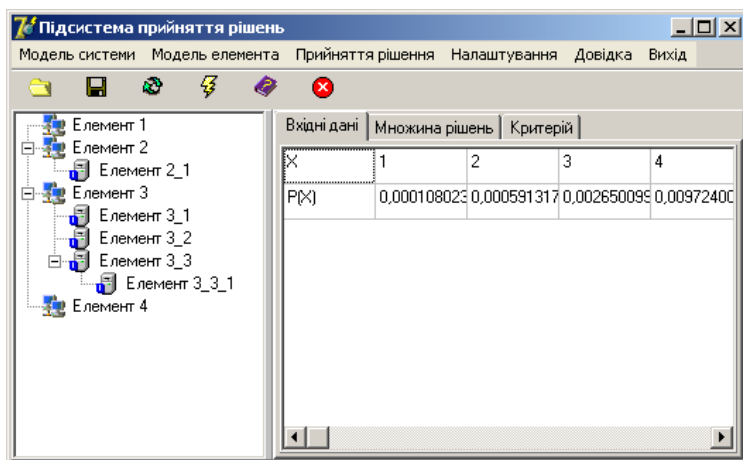 Підсистема прийняття рішень
Модель системи Модель елемента Прийняття рішення Налаштування Довідка Вихід
Елемент 1
Елемент 2
Елемент 2_1
Елемент 3
Елемент 3_1
Елемент 3_2
Елемент 3_3
Елемент 3_3_1
Елемент 4
Вхідні дані Множина рішень Критерій
X 1 2 3 4
P(X) 0,000108023 0,000591317 0,002650099 0,00972400